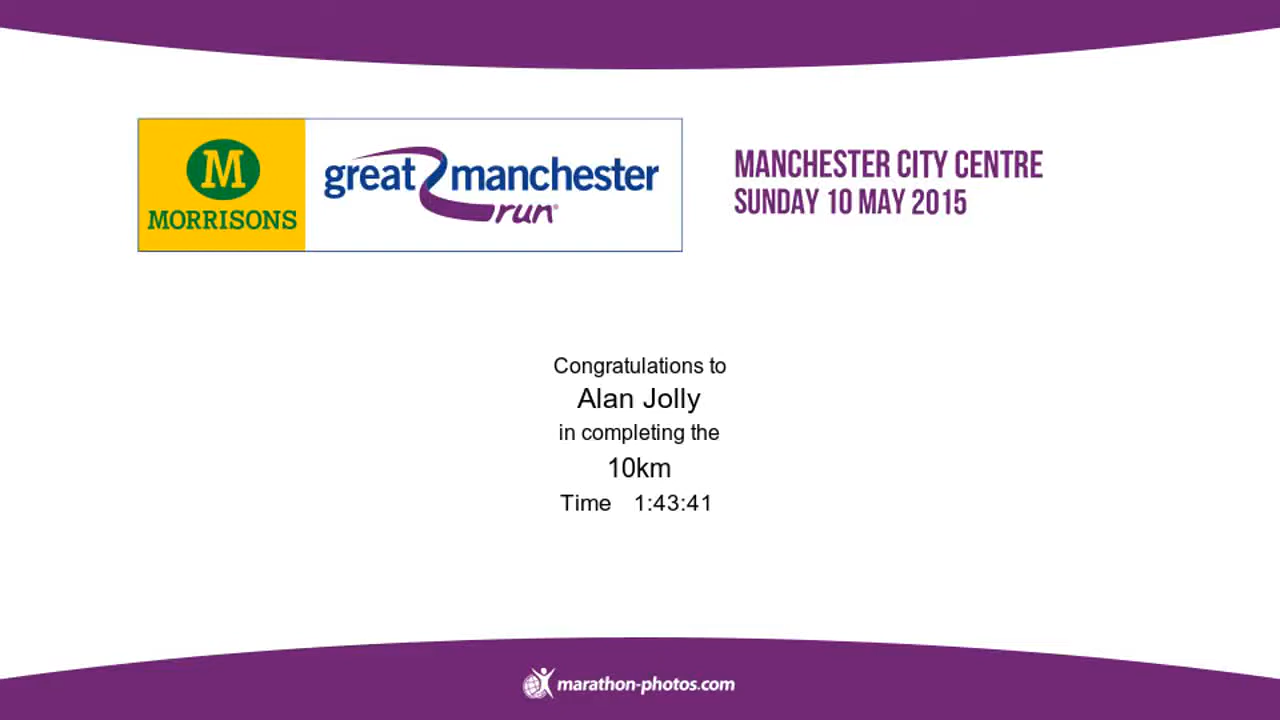 M
MORRISONS
great manchester
run®
MANCHESTER CITY CENTRE
SUNDAY 10 MAY 2015
Congratulations to
Alan Jolly
in completing the
10km
Time 1:43:41
marathon-photos.com